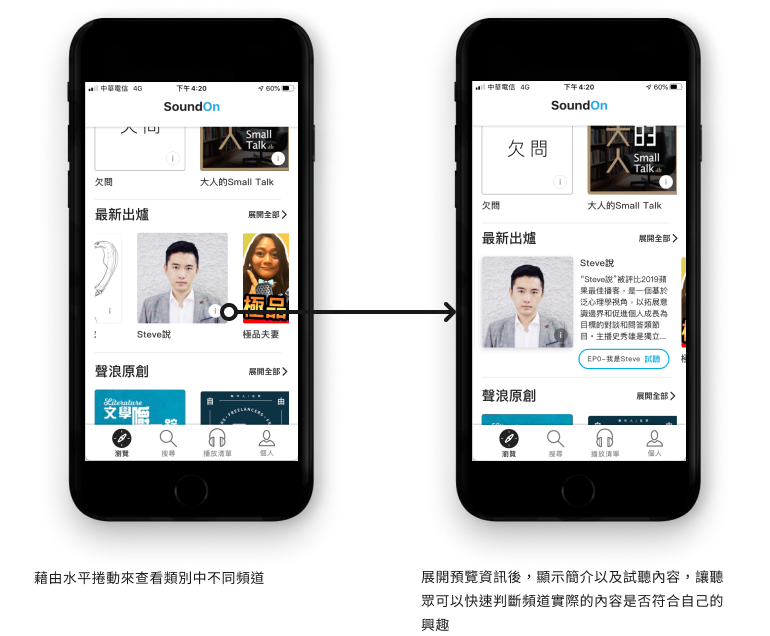 中華電信 4G 下午4:20 60%
SoundOn
欠問
Small
Talk
i
i
欠問
大人的Small Talk
最新出爐
展開全部
i
i
極品
Steve說
極品夫妻
聲浪原創
展開全部
Literature
文學
自
由
FREELANCERS
瀏覽
搜尋
播放清單
個人
藉由水平捲動來查看類別中不同頻道
中華電信 4G 下午4:20 60%
SoundOn
欠問
大人的
Small
Talk
i
i
欠問
大人的Small Talk
最新出爐
展開全部
Steve說
“Steve說”被評比2019蘋
果最佳播客，是一個基於
泛心理學視角，以拓展意
識邊界和促進個人成長為
目標的對談和問答類節
目。主播史秀雄是獨立...
i
EP0-我是Steve 試聽
聲浪原創
展開全部
瀏覽
搜尋
播放清單
個人
展開預覽資訊後，顯示簡介以及試聽內容，讓聽
眾可以快速判斷頻道實際的內容是否符合自己的
興趣